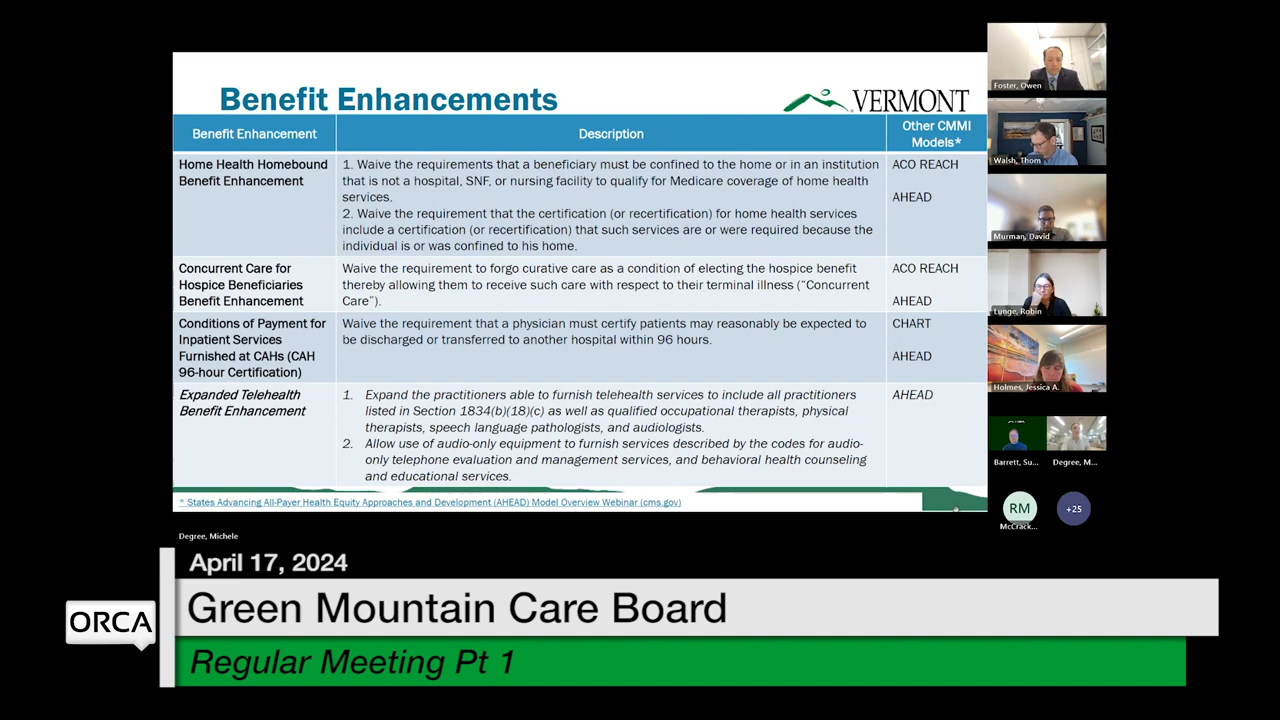 Benefit Enhancements
VERMONT
Benefit Enhancement
Description
Other CMMI
Models*
Home Health Homebound
Benefit Enhancement
1. Waive the requirements that a beneficiary must be confined to the home or in an institution
that is not a hospital, SNF, or nursing facility to qualify for Medicare coverage of home health
services.
2. Waive the requirement that the certification (or recertification) for home health services
include a certification (or recertification) that such services are or were required because the
individual is or was confined to his home.
ACO REACH
AHEAD
Concurrent Care for
Hospice Beneficiaries
Benefit Enhancement
Waive the requirement to forgo curative care as a condition of electing the hospice benefit
thereby allowing them to receive such care with respect to their terminal illness ("Concurrent
Care").
ACO REACH
AHEAD
Conditions of Payment for
Inpatient Services
Furnished at CAHs (CAH
96-hour Certification)
Waive the requirement that a physician must certify patients may reasonably be expected to
be discharged or transferred to another hospital within 96 hours.
CHART
AHEAD
Expanded Telehealth
Benefit Enhancement
1. Expand the practitioners able to furnish telehealth services to include all practitioners
listed in Section 1834(b)(18)(c) as well as qualified occupational therapists, physical
therapists, speech language pathologists, and audiologists.
2. Allow use of audio-only equipment to furnish services described by the codes for audio-
only telephone evaluation and management services, and behavioral health counseling
and educational services.
AHEAD
* States Advancing All-Payer Health Equity Approaches and Development (AHEAD) Model Overview Webinar (cms.gov)
Foster, Owen
Walsh, Thom
Murman, David
Lunge, Robin
Holmes, Jessica A.
Barrett, Su...
Degree, M...
RM
+25
McCrack...
Degree, Michele
April 17, 2024
ORCA
Green Mountain Care Board
Regular Meeting Pt 1